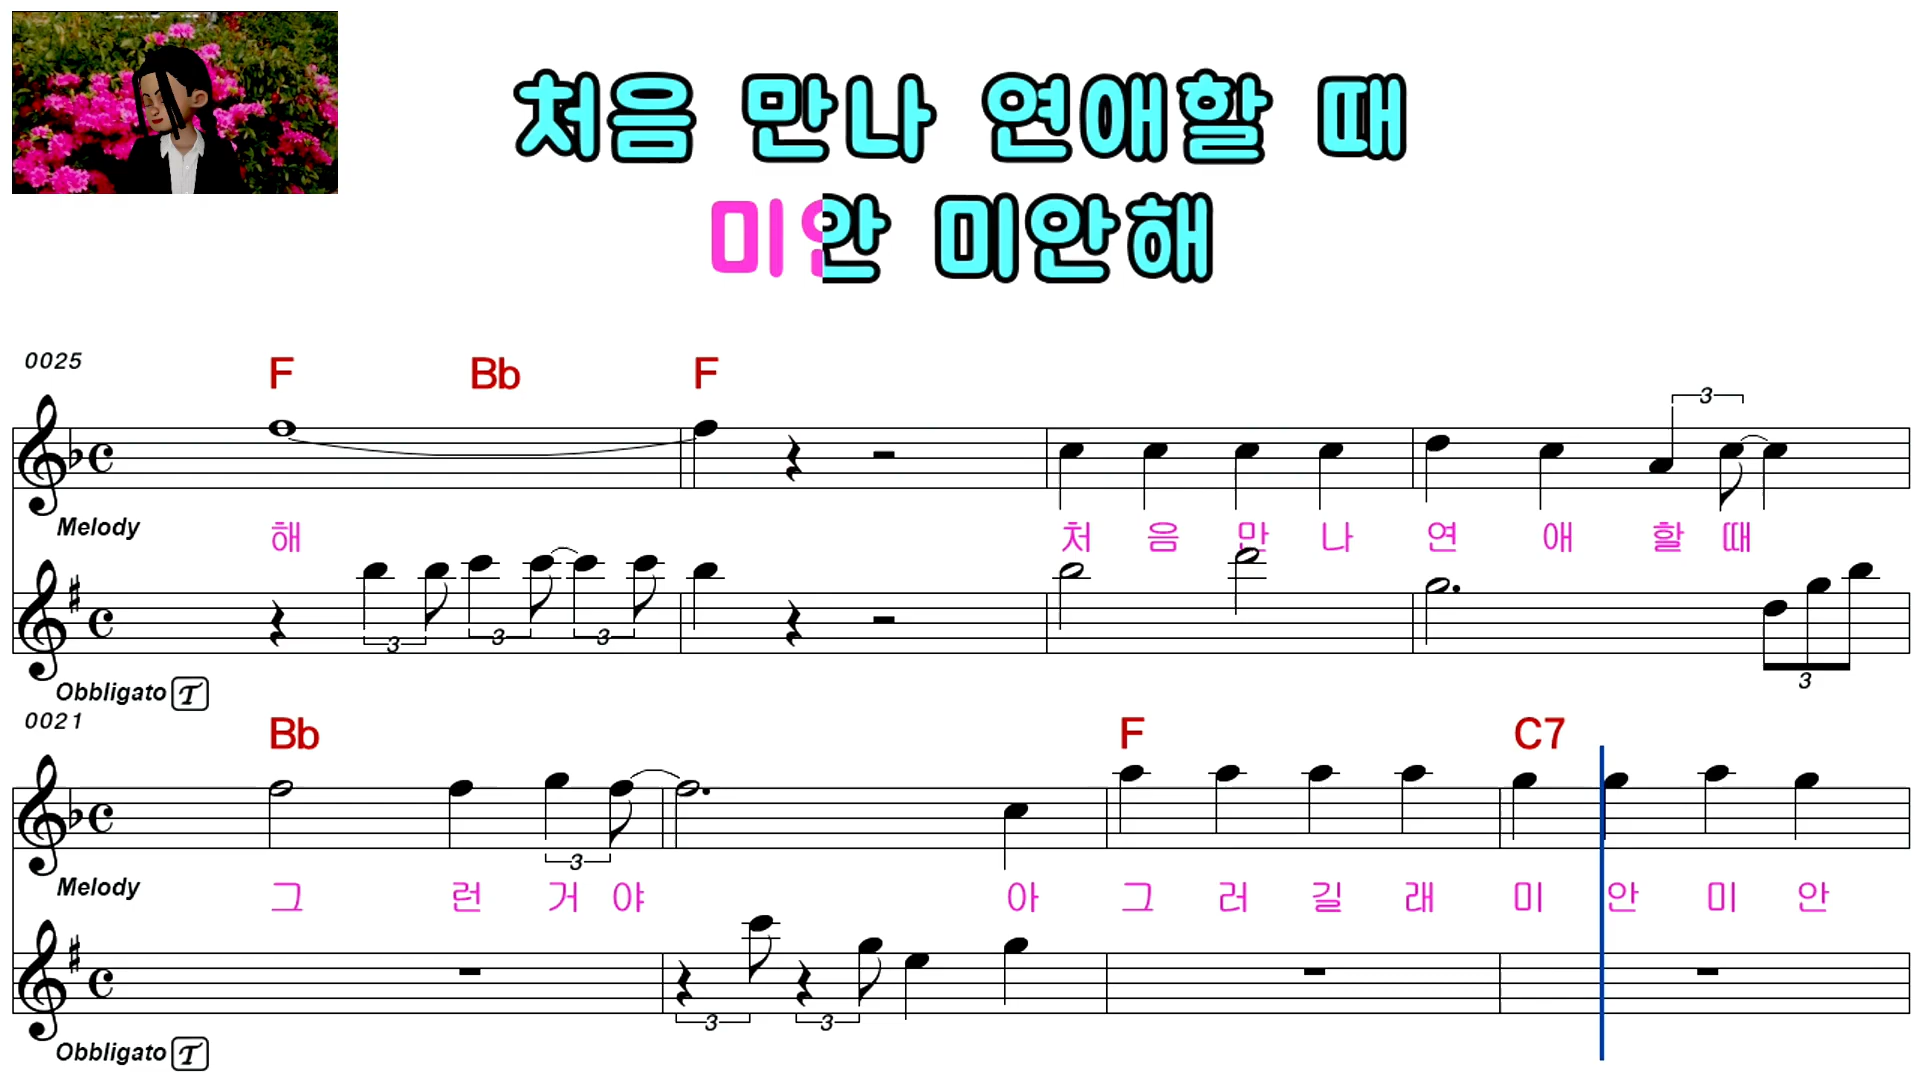 처음 만나 연애할 때
미안 미안해
0025
F Bb F
3
Melody
해 처 음 만 나 연 애 할 때
3 3 3 3
Obbligato T
0021
Bb F C7
3
Melody
그 런 거 야 아 그 러 길 래 미 안 미 안
3 3
Obbligato T